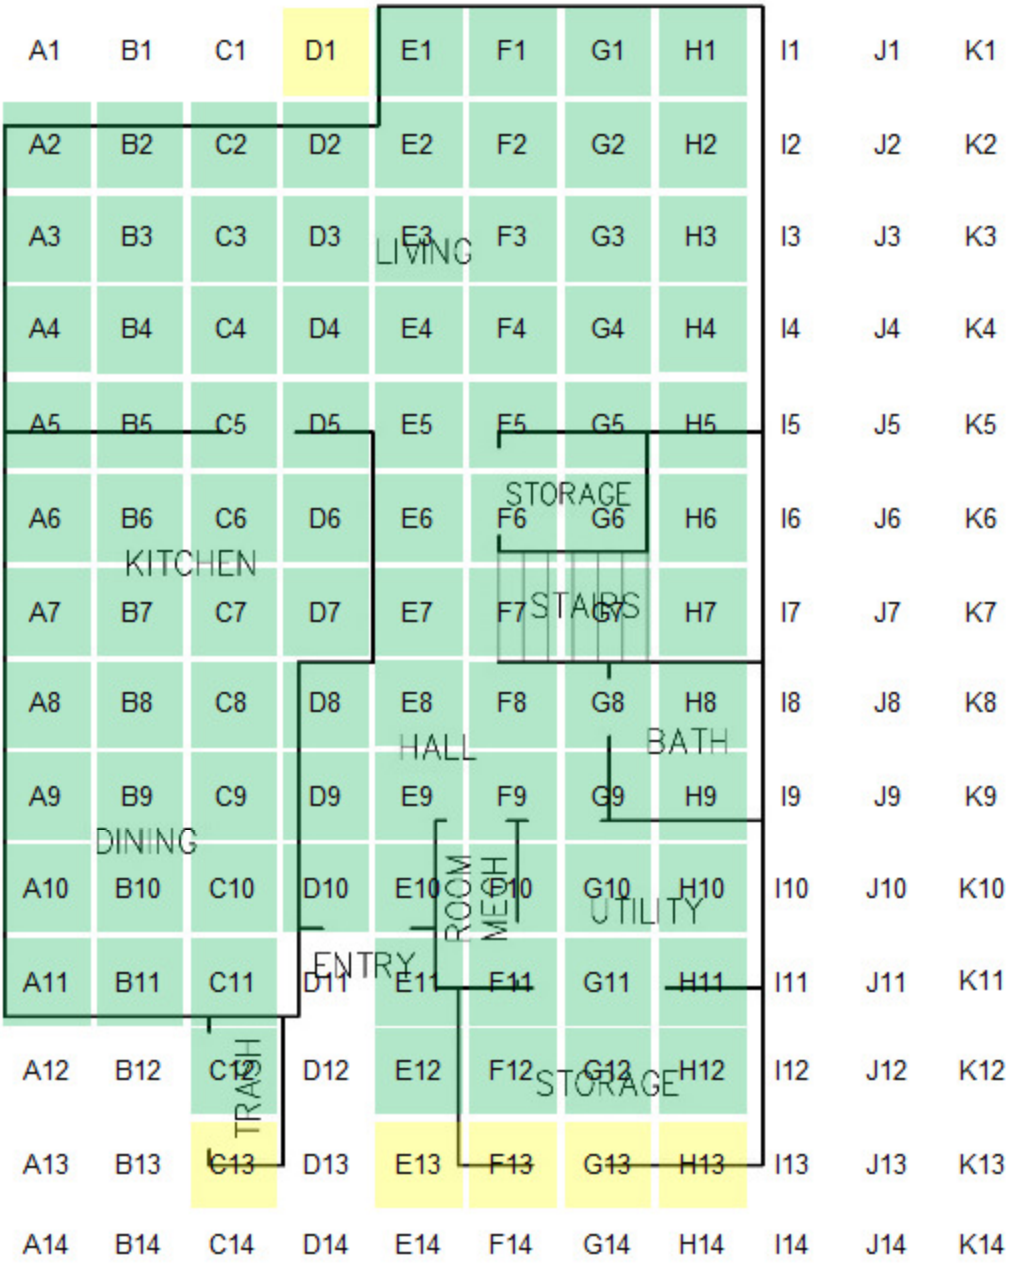 A1 B1 C1 D1 E1 F1 G1 H1 I1 J1 K1
A2 B2 C2 D2 E2 F2 G2 H2 I2 J2 K2
A3 B3 C3 D3 E3 F3 G3 H3 I3 J3 K3
LIVING
A4 B4 C4 D4 E4 F4 G4 H4 I4 J4 K4
A5 B5 C5 D5 E5 F5 G5 H5 I5 J5 K5
STORAGE
A6 B6 C6 D6 E6 F6 G6 H6 I6 J6 K6
KITCHEN
STAIRS
A7 B7 C7 D7 E7 F7 G7 H7 I7 J7 K7
A8 B8 C8 D8 E8 F8 G8 H8 I8 J8 K8
HALL
BATH
A9 B9 C9 D9 E9 F9 G9 H9 I9 J9 K9
DINING
MECH
ROOM
A10 B10 C10 D10 E10 F10 G10 H10 I10 J10 K10
UTILITY
ENTRY
A11 B11 C11 D11 E11 F11 G11 H11 I11 J11 K11
A12 B12 C12 D12 E12 F12 G12 H12 I12 J12 K12
TRASH
STORAGE
A13 B13 C13 D13 E13 F13 G13 H13 I13 J13 K13
A14 B14 C14 D14 E14 F14 G14 H14 I14 J14 K14